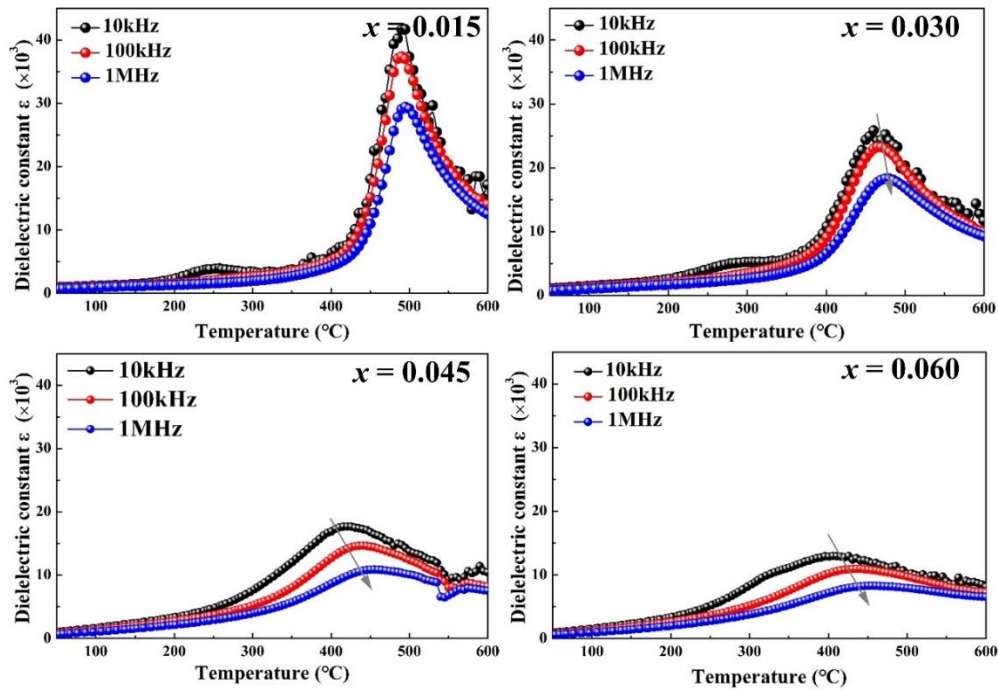 x = 0.015
10kHz
100kHz
1MHz
Dielelectric constant ε (×10³)
40
30
20
10
0
100 200 300 400 500 600
Temperature (°C)
x = 0.030
10kHz
100kHz
1MHz
Dielelectric constant ε (×10³)
40
30
20
10
0
100 200 300 400 500 600
Temperature (°C)
x = 0.045
10kHz
100kHz
1MHz
Dielectric constant ε (×10³)
40
30
20
10
0
100 200 300 400 500 600
Temperature (°C)
x = 0.060
10kHz
100kHz
1MHz
Dielectric constant ε (×10³)
40
30
20
10
0
100 200 300 400 500 600
Temperature (°C)